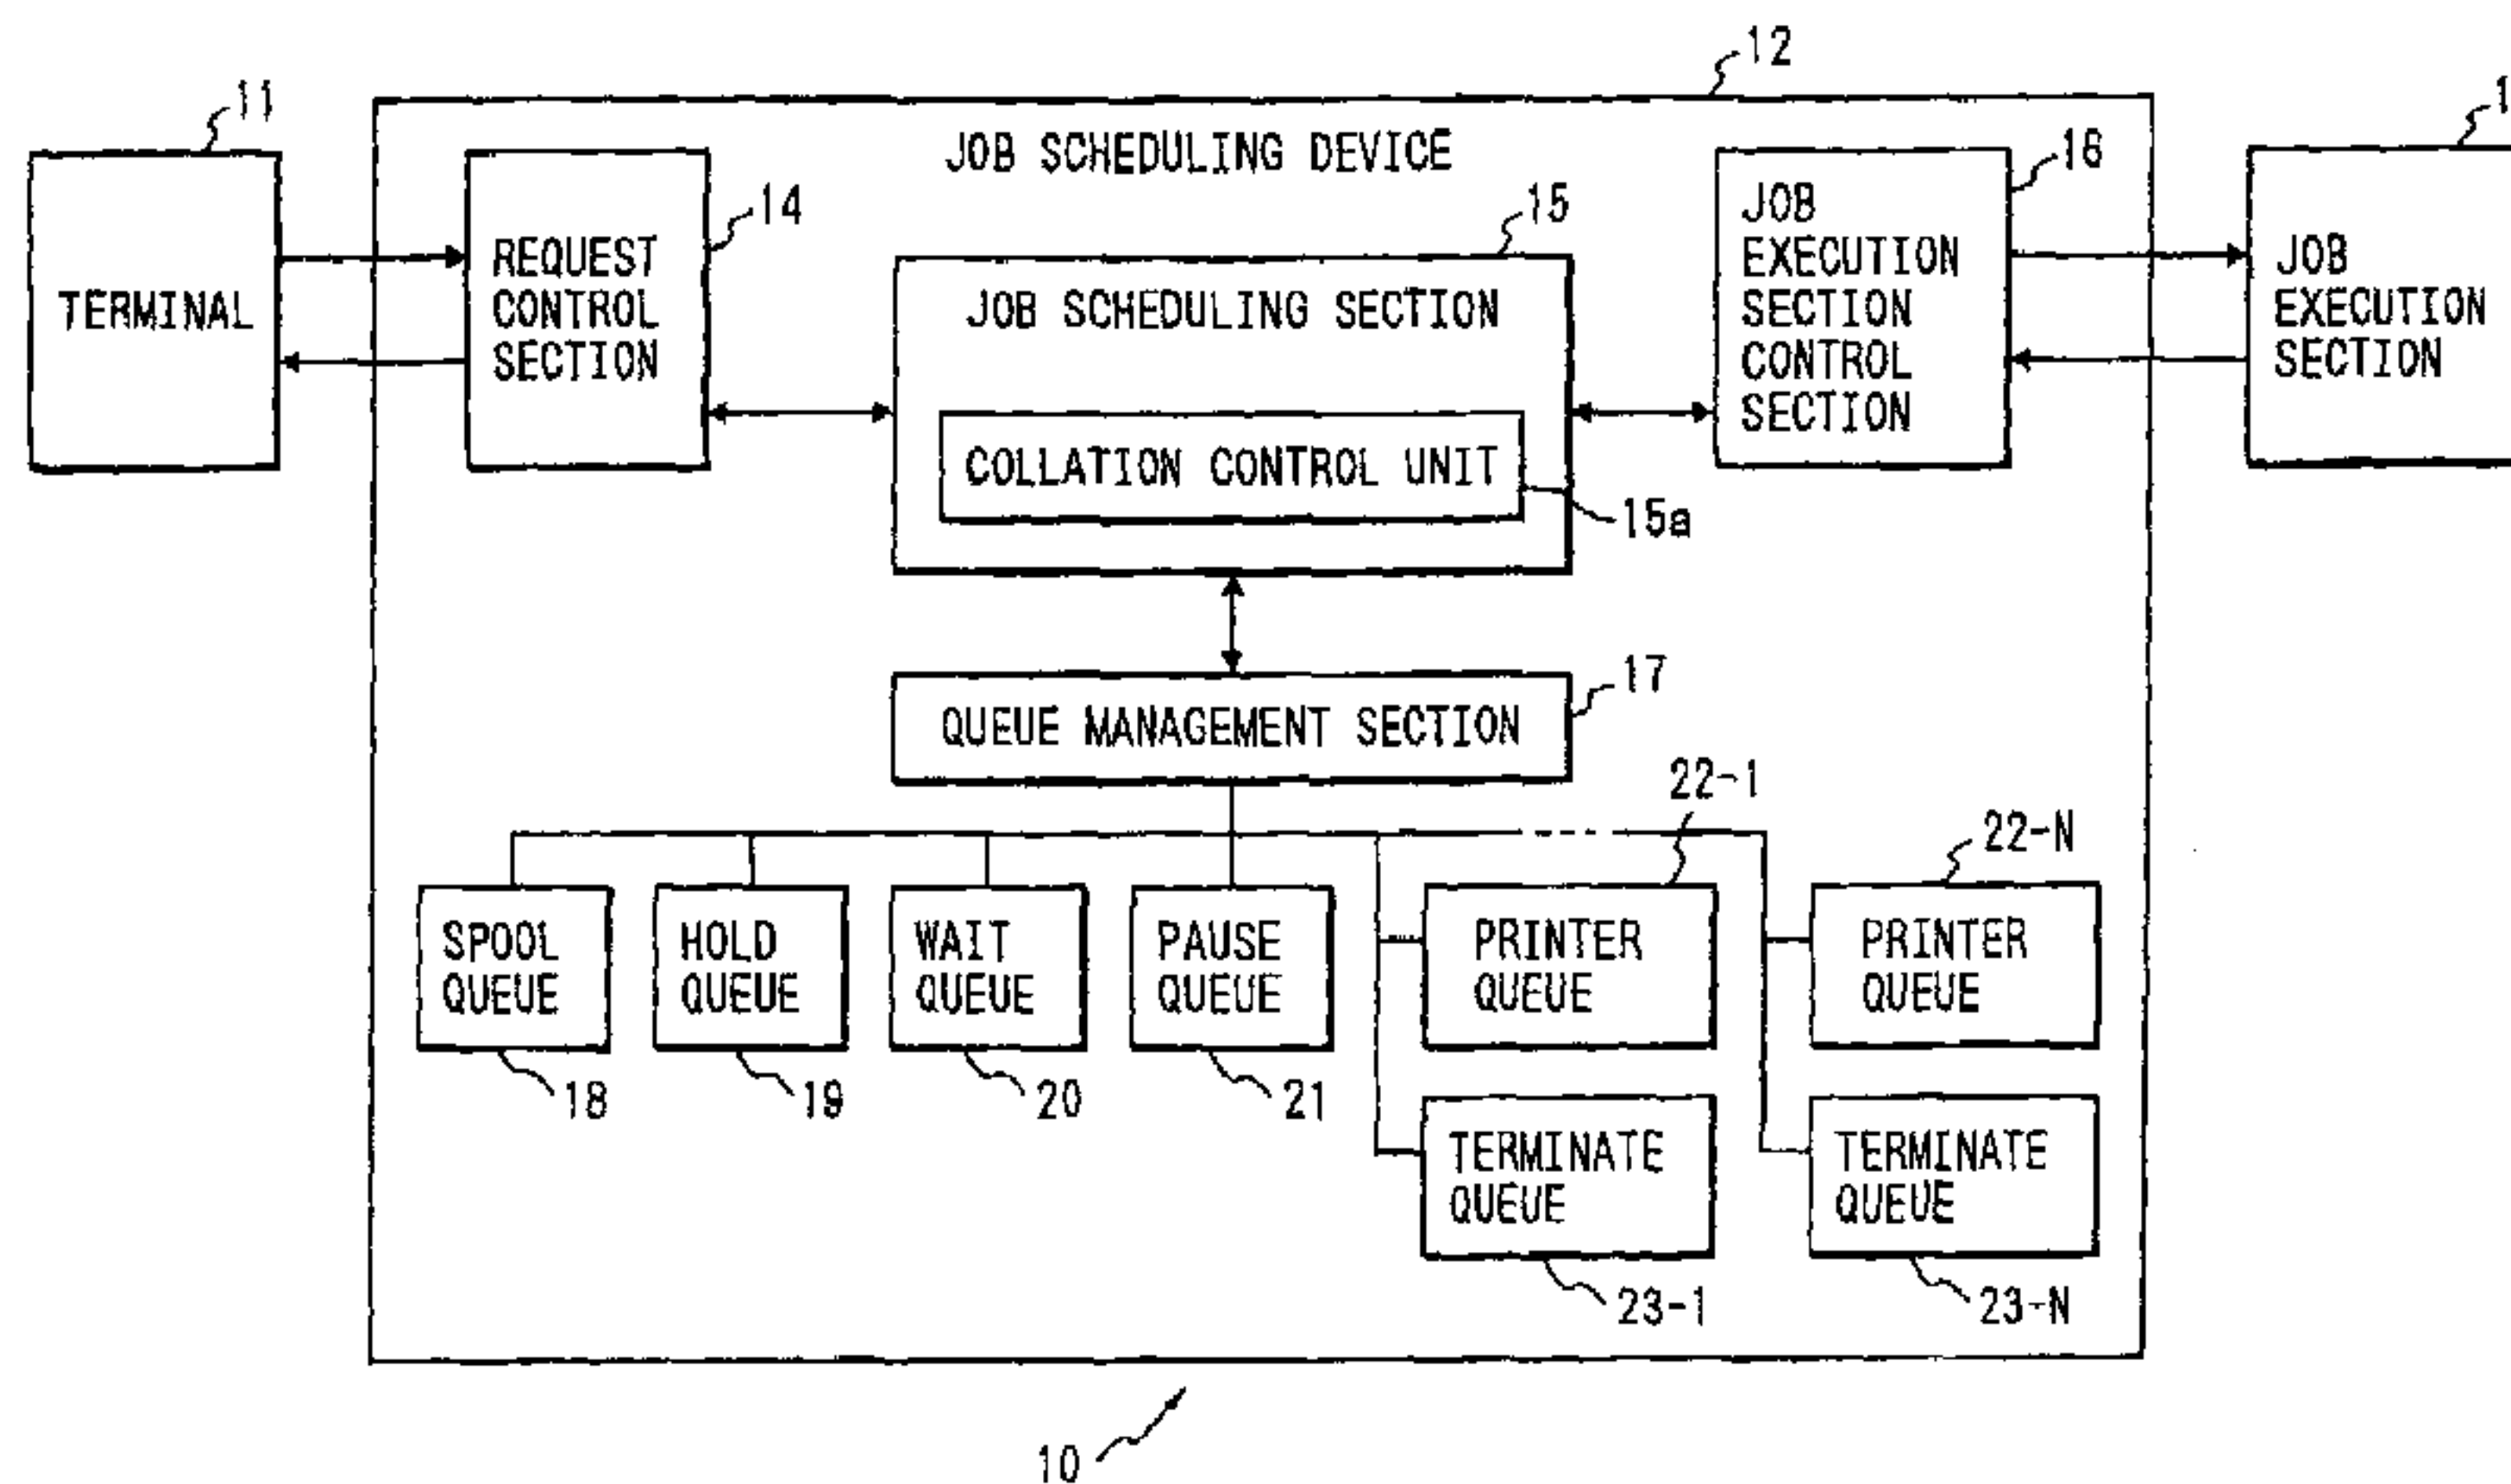 12
11
JOB SCHEDULING DEVICE
16
14
15
TERMINAL
REQUEST
CONTROL
SECTION
JOB SCHEDULING SECTION
COLLATION CONTROL UNIT
15a
JOB
EXECUTION
SECTION
CONTROL
SECTION
JOB
EXECUTION
SECTION
17
QUEUE MANAGEMENT SECTION
22-1
22-N
SPOOL
QUEUE
HOLD
QUEUE
WAIT
QUEUE
PAUSE
QUEUE
PRINTER
QUEUE
PRINTER
QUEUE
18
19
20
21
TERMINATE
QUEUE
TERMINATE
QUEUE
23-1
23-N
10